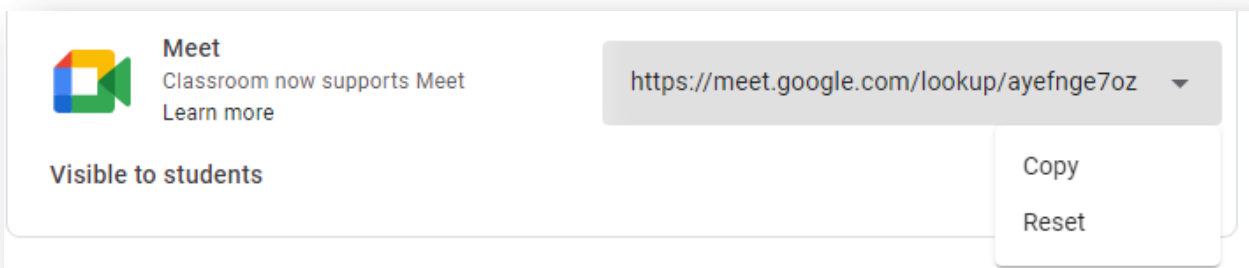 Meet
Classroom now supports Meet
Learn more
https://meet.google.com/lookup/ayefnge7oz
Visible to students
Copy
Reset